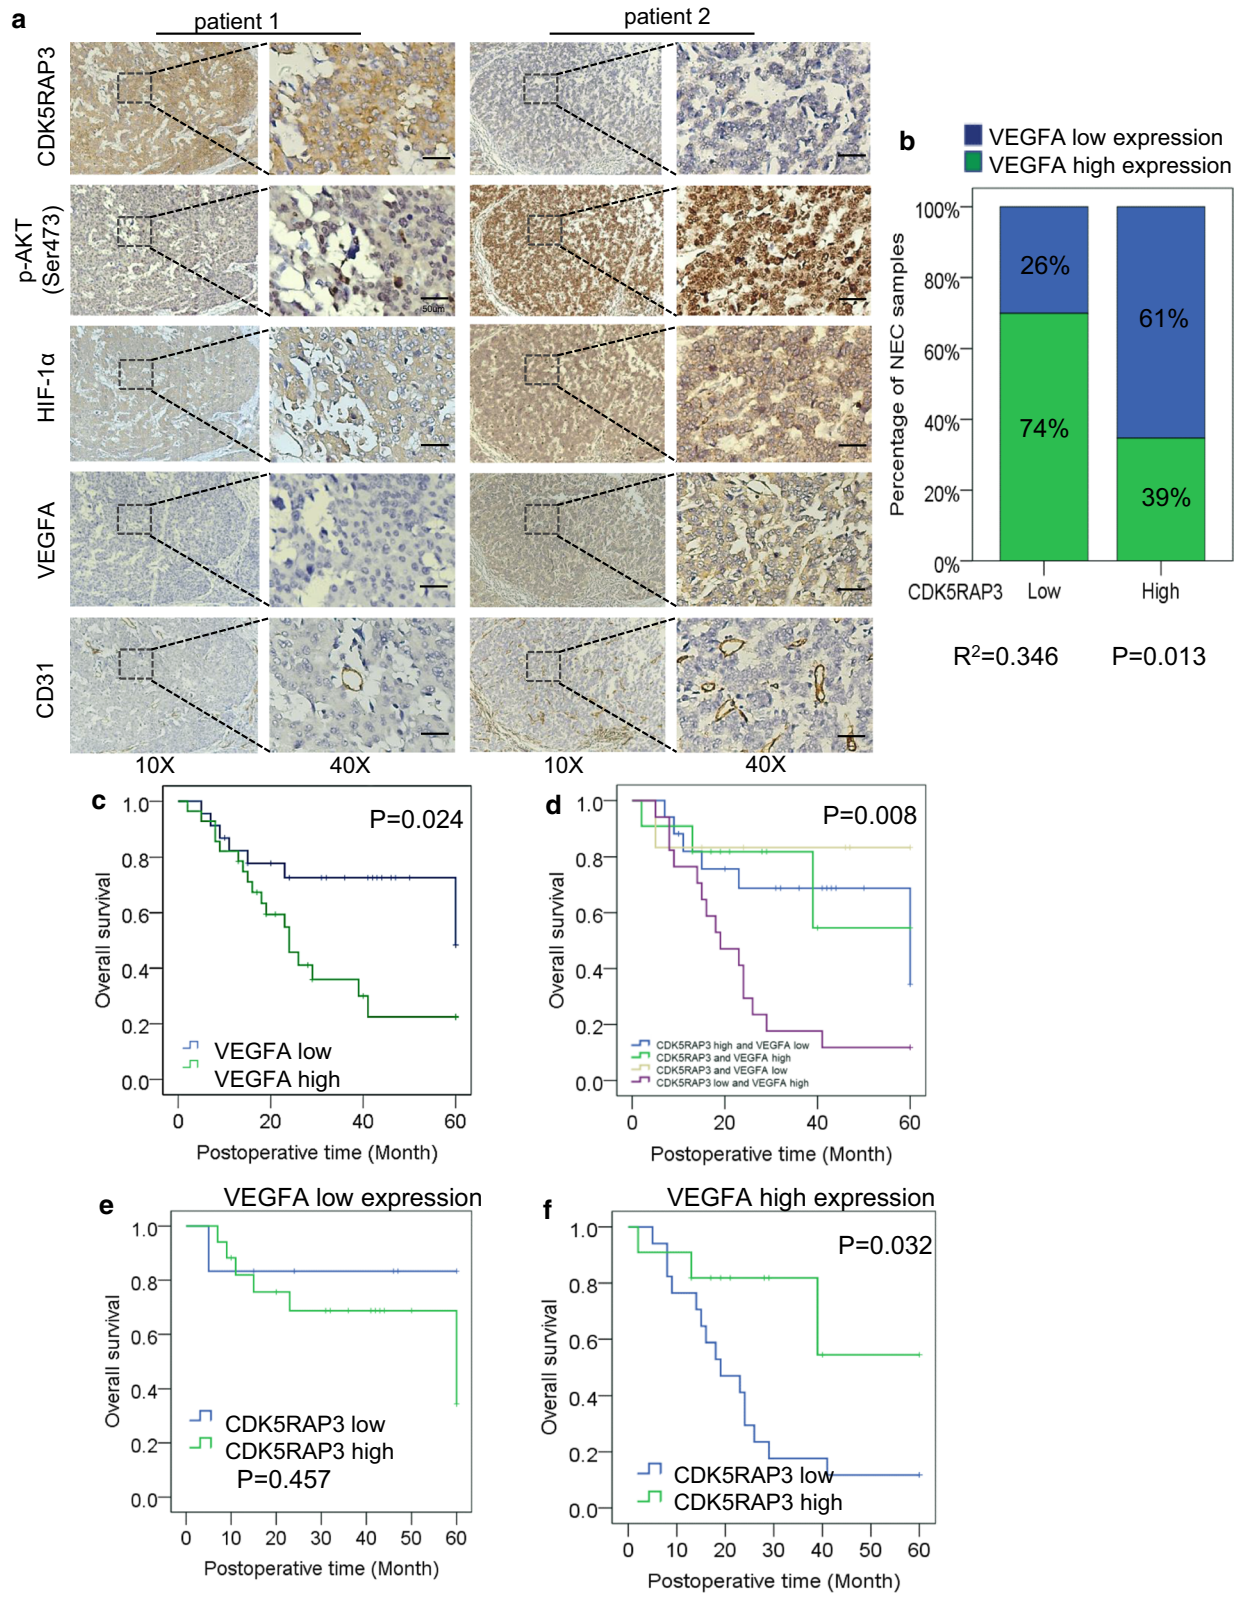 a
patient 1
patient 2
CDK5RAP3
p-AKT
(Ser473)
50um
HIF-1α
VEGFA
CD31
10X
40X
10X
40X
b
VEGFA low expression
VEGFA high expression
Percentage of NEC samples
100%
80%
60%
40%
20%
0%
26%
74%
61%
39%
CDK5RAP3
Low
High
R²=0.346
P=0.013
c
P=0.024
Overall survival
1.0
0.8
0.6
0.4
0.2
0.0
VEGFA low
VEGFA high
0
20
40
60
Postoperative time (Month)
d
P=0.008
Overall survival
1.0
0.8
0.6
0.4
0.2
0.0
CDK5RAP3 high and VEGFA low
CDK5RAP3 and VEGFA high
CDK5RAP3 and VEGFA low
CDK5RAP3 low and VEGFA high
0
20
40
60
Postoperative time (Month)
e
VEGFA low expression
Overall survival
1.0
0.8
0.6
0.4
0.2
0.0
CDK5RAP3 low
CDK5RAP3 high
P=0.457
0
10
20
30
40
50
60
Postoperative time (Month)
f
VEGFA high expression
P=0.032
Overall survival
1.0
0.8
0.6
0.4
0.2
0.0
CDK5RAP3 low
CDK5RAP3 high
0
10
20
30
40
50
60
Postoperative time (Month)